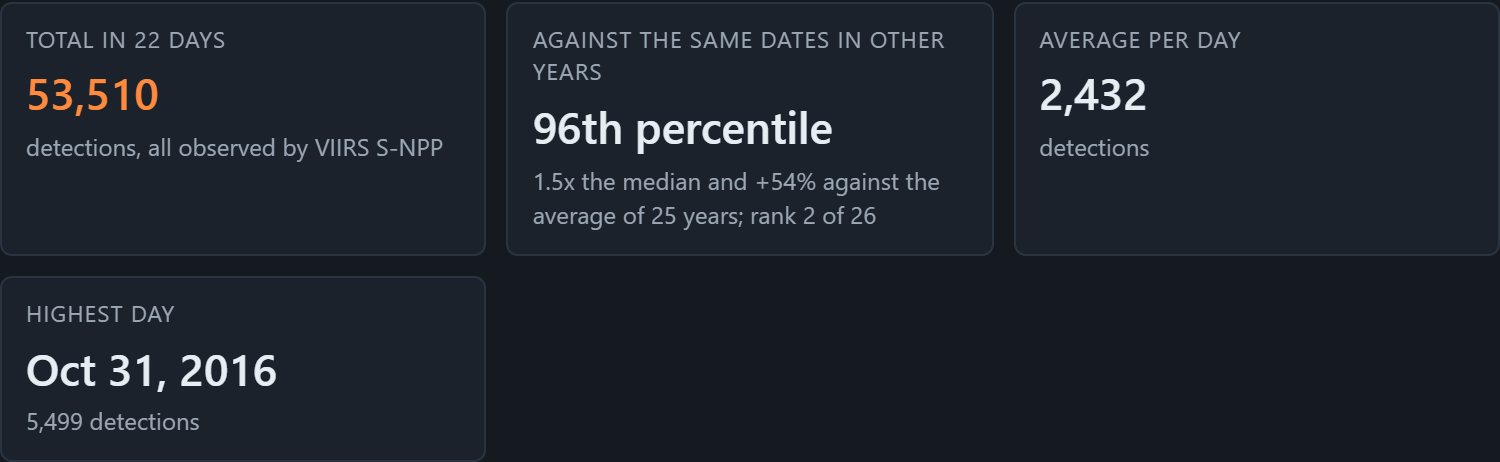 TOTAL IN 22 DAYS
53,510
detections, all observed by VIIRS S-NPP
AGAINST THE SAME DATES IN OTHER
YEARS
96th percentile
1.5x the median and +54% against the
average of 25 years; rank 2 of 26
AVERAGE PER DAY
2,432
detections
HIGHEST DAY
Oct 31, 2016
5,499 detections